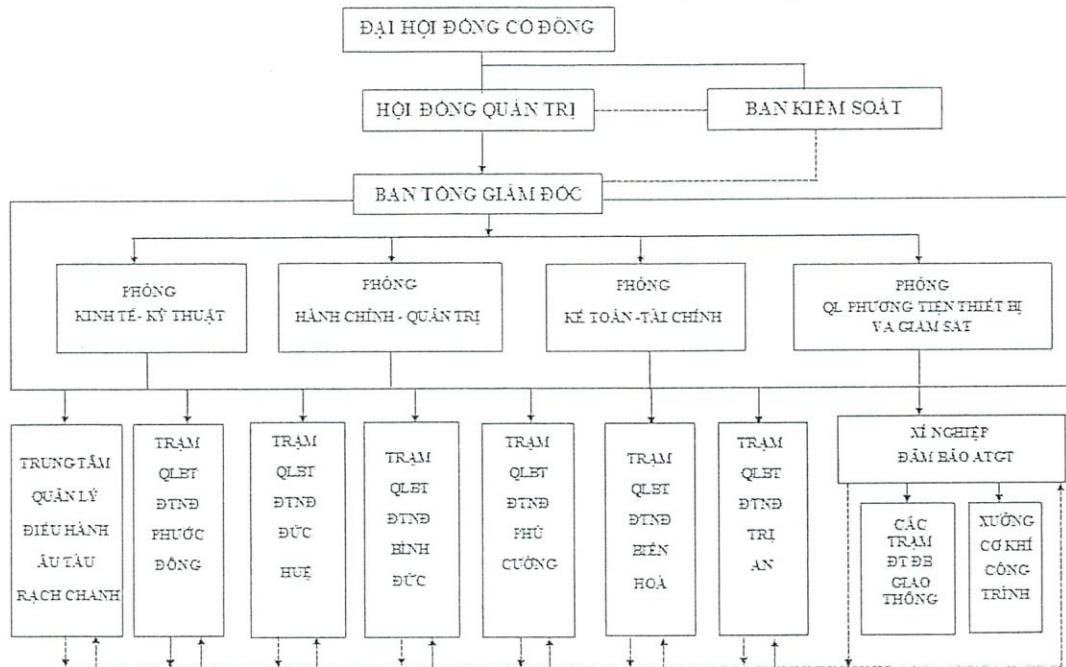 ĐẠI HỘI ĐỒNG CỔ ĐÔNG
HỘI ĐỒNG QUẢN TRỊ
BAN KIỂM SOÁT
BAN TỔNG GIÁM ĐỐC
PHÒNG
KINH TẾ- KỸ THUẬT
PHÒNG
HÀNH CHÍNH - QUẢN TRỊ
PHÒNG
KẾ TOÁN -TÀI CHÍNH
PHÒNG
QL PHƯƠNG TIỆN THIẾT BỊ
VÀ GIÁM SÁT
TRUNG TÂM
QUẢN LÝ
ĐIỀU HÀNH
ÂU TÀU
RẠCH CHANH
TRẠM
QLBT
ĐTNĐ
PHƯỚC
ĐÔNG
TRẠM
QLBT
ĐTNĐ
ĐỨC
HUỆ
TRẠM
QLBT
ĐTNĐ
BÌNH
ĐỨC
TRẠM
QLBT
ĐTNĐ
PHÚ
CƯỜNG
TRẠM
QLBT
ĐTNĐ
BIÊN
HOÀ
TRẠM
QLBT
ĐTNĐ
TRỊ
AN
XÍ NGHIỆP
ĐẢM BẢO ATGT
CÁC
TRẠM
ĐT ĐB
GIAO
THÔNG
XƯỞNG
CƠ KHÍ
CÔNG
TRÌNH